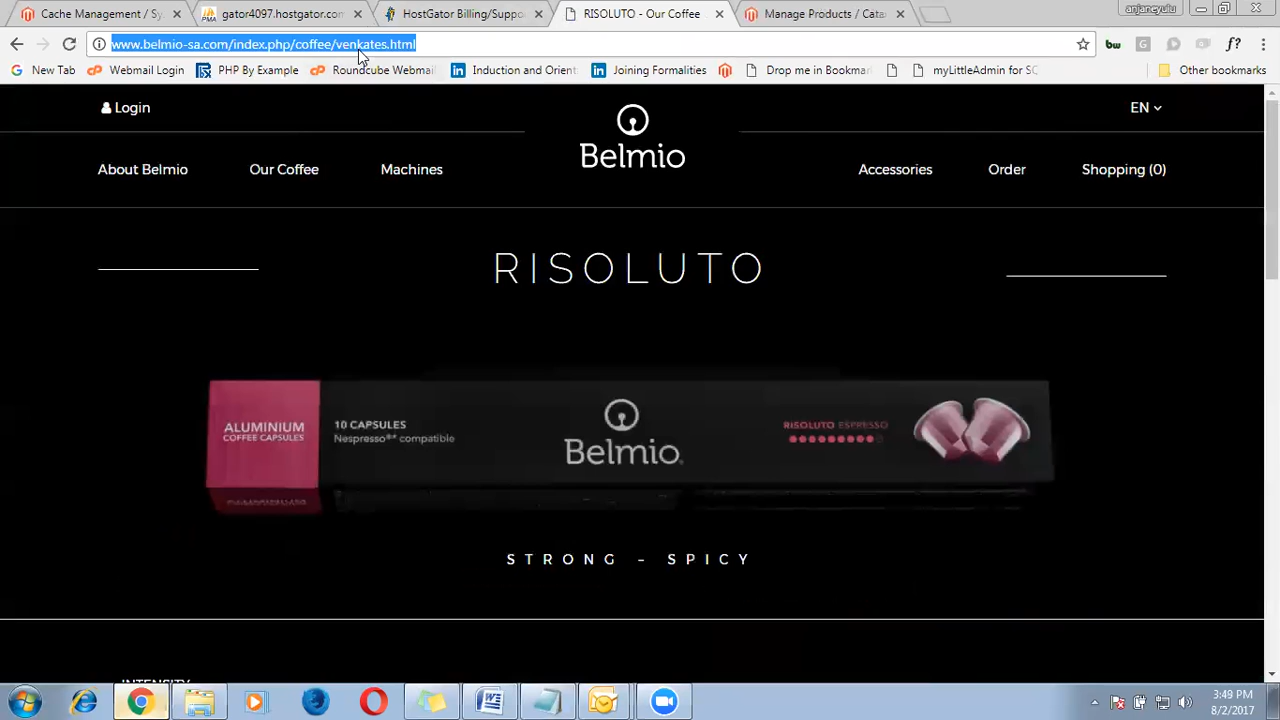 Cache Management / Sy
gator4097.hostgator.com
HostGator Billing/Suppo
RISOLUTO - Our Coffee
Manage Products / Cata
anjaneyulu
www.belmio-sa.com/index.php/coffee/venkates.html
New Tab
Webmail Login
PHP By Example
Roundcube Webmail
Induction and Orient
Joining Formalities
Drop me in Bookmar
myLittleAdmin for SQ
Other bookmarks
Login
Belmio
EN
About Belmio
Our Coffee
Machines
Accessories
Order
Shopping (0)
RISOLUTO
ALUMINIUM
COFFEE CAPSULES
10 CAPSULES
Nespresso®* compatible
Belmio®
RISOLUTO ESPRESSO
STRONG - SPICY
INTENSITY
3:49 PM
8/2/2017